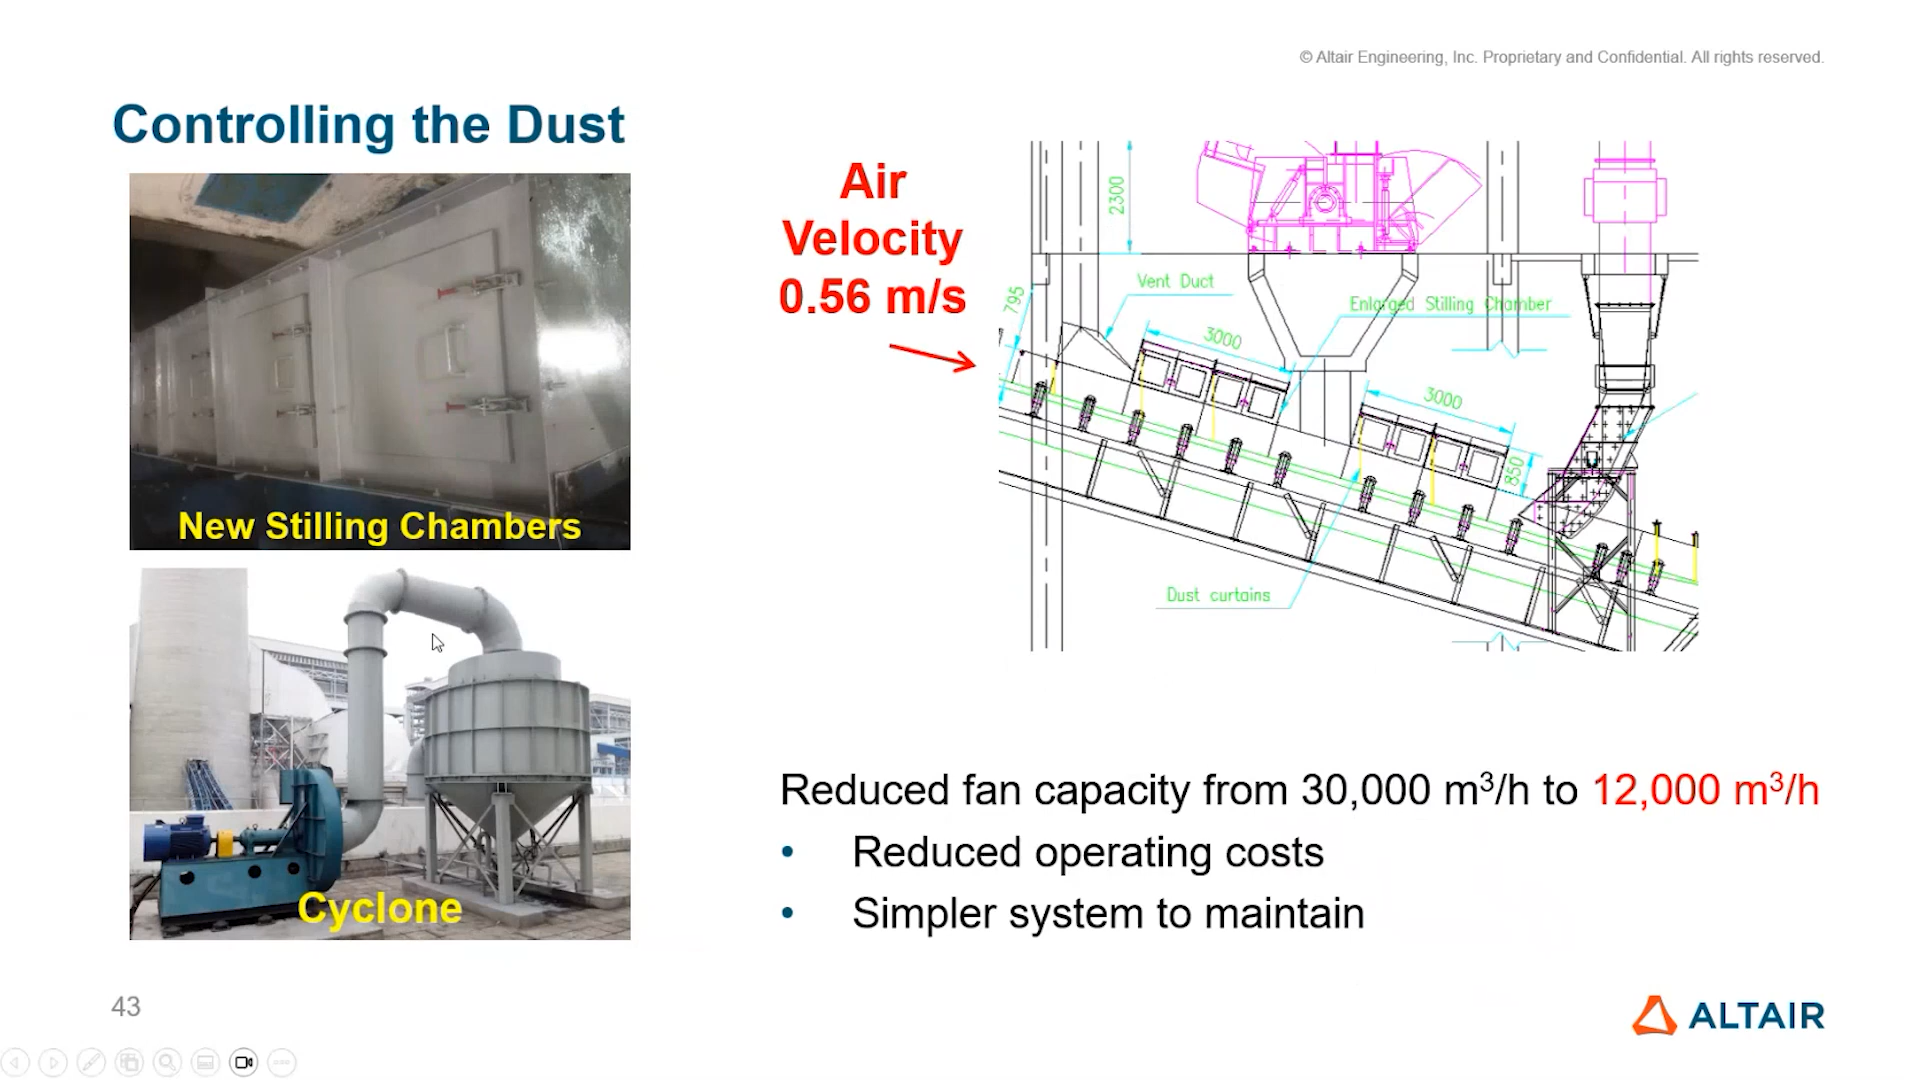 © Altair Engineering, Inc. Proprietary and Confidential. All rights reserved.
Controlling the Dust
New Stilling Chambers
Cyclone
Air
Velocity
0.56 m/s
2300
795
Vent Duct
Enlarged Stilling Chamber
3000
3000
850
Dust curtains
Reduced fan capacity from 30,000 m³/h to 12,000 m³/h
• Reduced operating costs
• Simpler system to maintain
43
ALTAIR